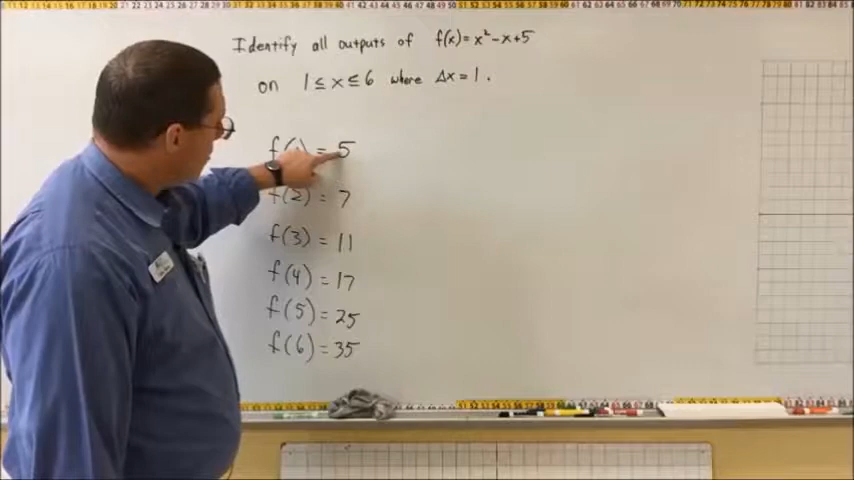 Identify all outputs of f(x)=x²-x+5
on 1≤x≤6 where Δx=1.
= 5
f(2) = 7
f(3) = 11
f(4) = 17
f(5) = 25
f(6) = 35